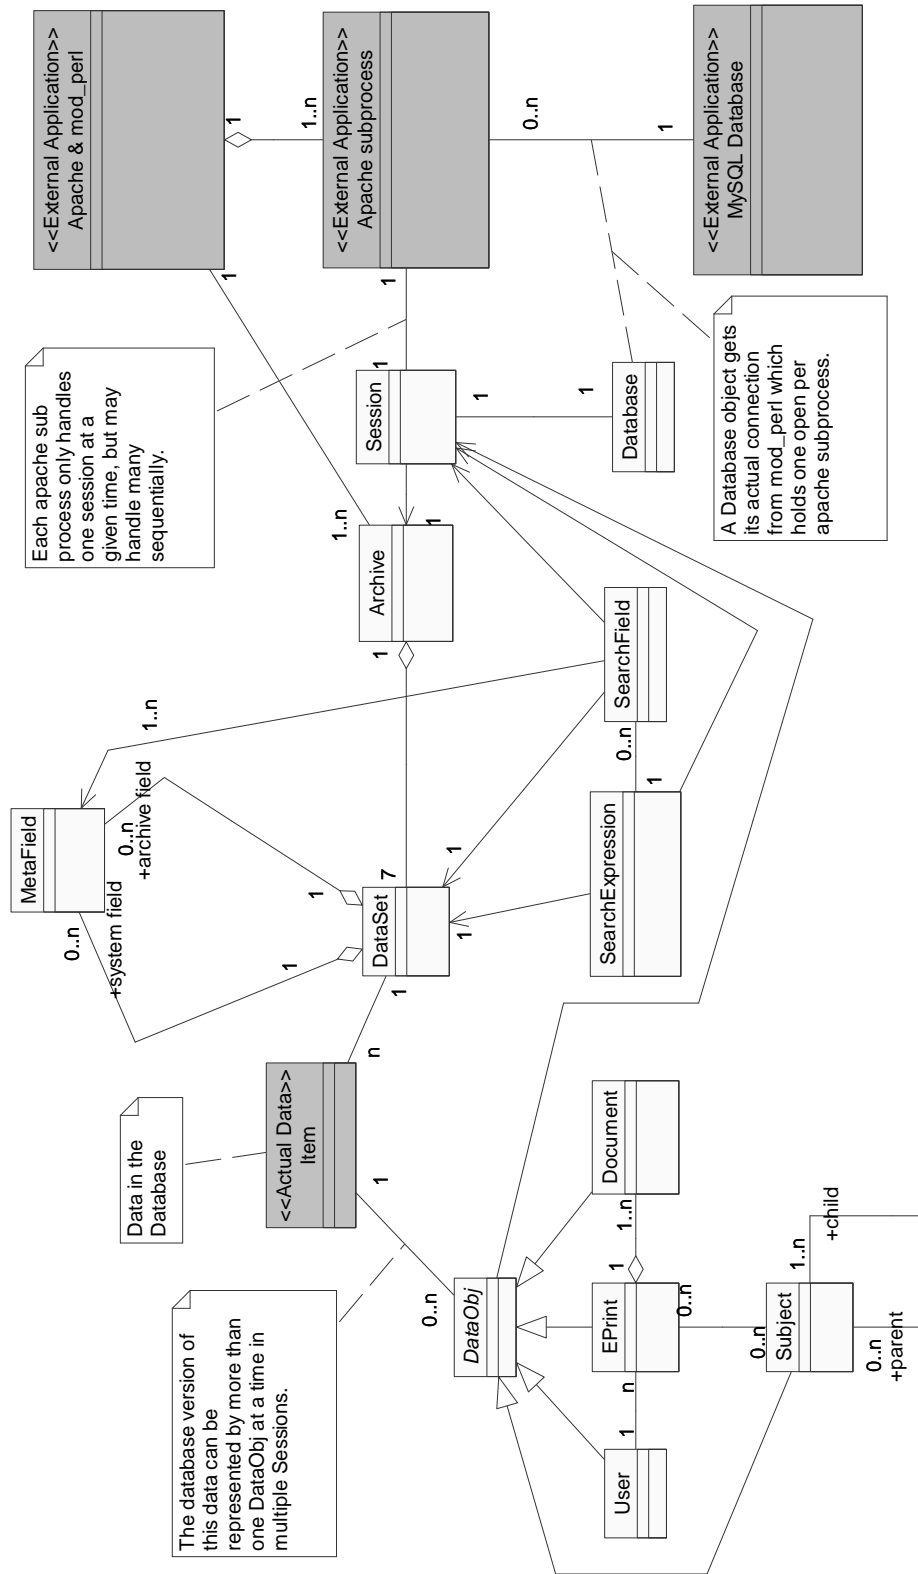 The database version of
this data can be
represented by more than
one DataObj at a time in
multiple Sessions.
Data in the
Database
<<Actual Data>>
Item
n
1
1
0..n
MetaField
0..n
+system field
0..n
+archive field
1
1
1..n
DataSet
7
1
1
1
Each apache sub
process only handles
one session at a
given time, but may
handle many
sequentially.
<<External Application>>
Apache & mod_perl
1
1
1..n
1..n
Archive
1
1
Session
1
1
1
<<External Application>>
Apache subprocess
0..n
1
<<External Application>>
MySQL Database
Database
1
A Database object gets
its actual connection
from mod_perl which
holds one open per
apache subprocess.
SearchField
0..n
1
SearchExpression
DataObj
User
1
n
EPrint
1
1..n
Document
0..n
0..n
Subject
1..n
+child
0..n
+parent